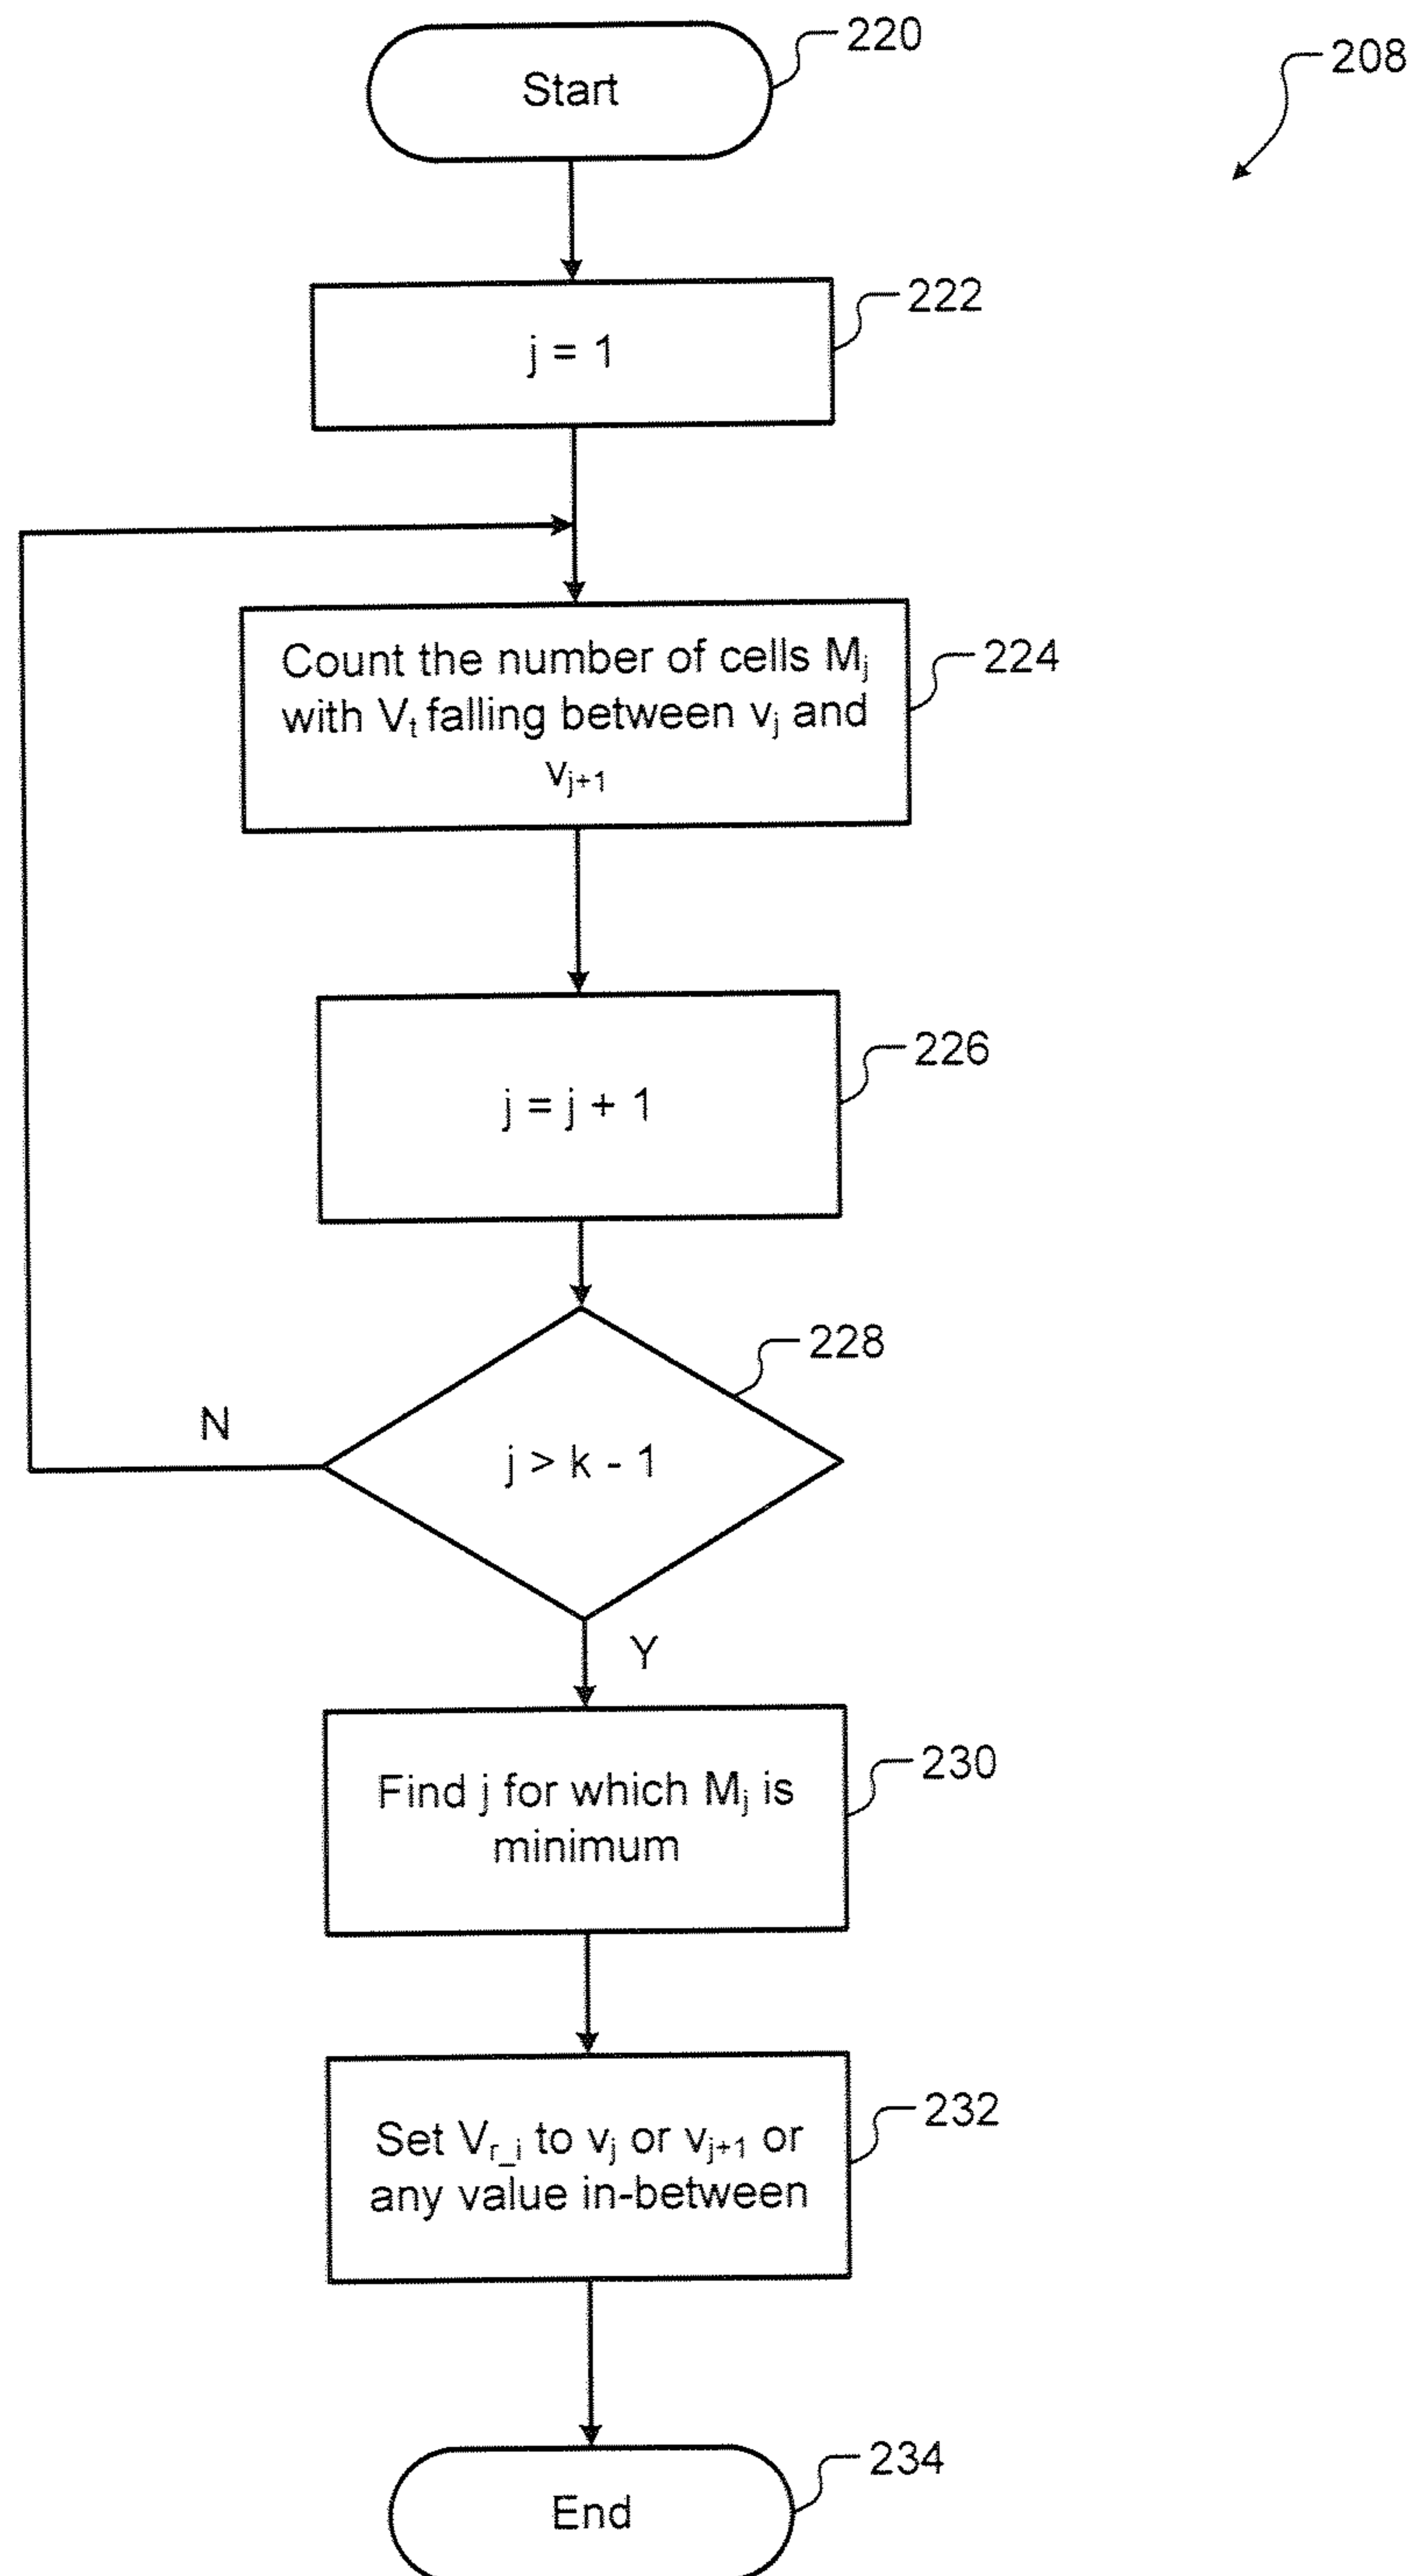 Start
220
208
j = 1
222
Count the number of cells Mj
with Vt falling between vj and
vj+1
224
j = j + 1
226
j > k - 1
228
N
Y
Find j for which Mj is
minimum
230
Set Vr_i to vj or vj+1 or
any value in-between
232
End
234